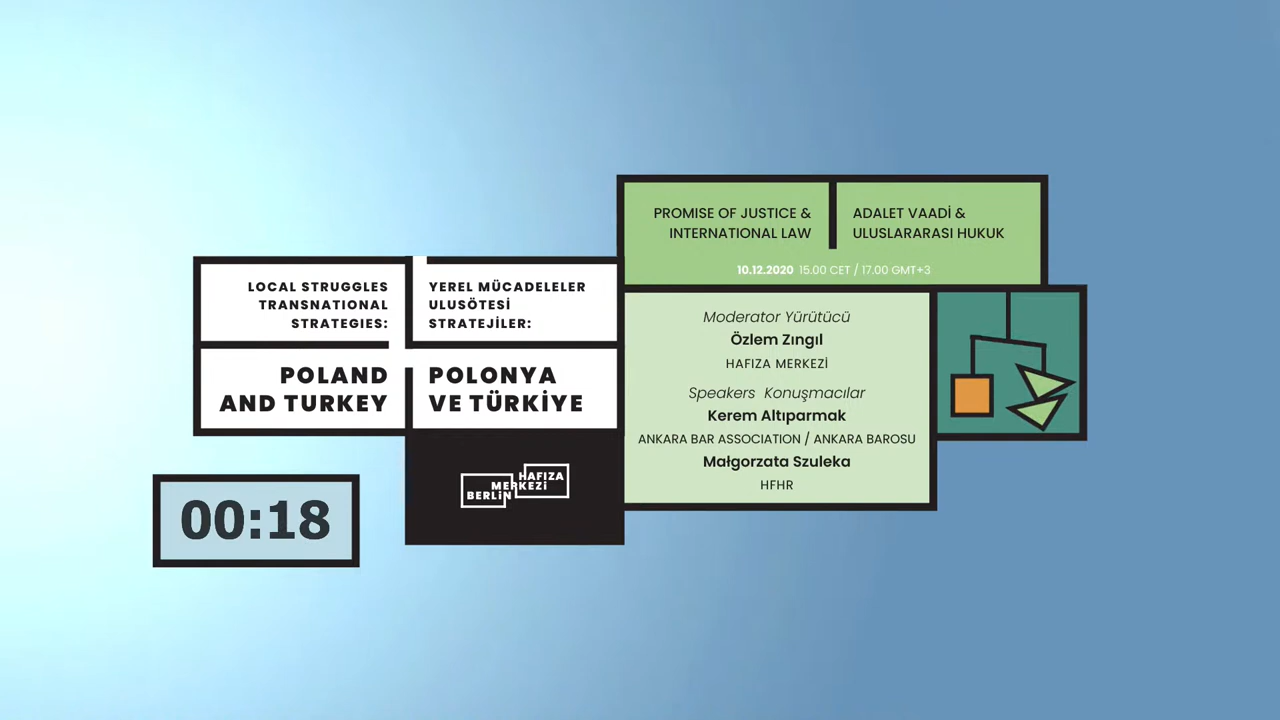 LOCAL STRUGGLES
TRANSNATIONAL
STRATEGIES:
POLAND
AND TURKEY
YEREL MÜCADELELER
ULUSÖTESİ
STRATEJİLER:
POLONYA
VE TÜRKİYE
PROMISE OF JUSTICE &
INTERNATIONAL LAW
ADALET VAADİ &
ULUSLARARASI HUKUK
10.12.2020 15.00 CET / 17.00 GMT+3
Moderator Yürütücü
Özlem Zıngıl
HAFIZA MERKEZİ
Speakers Konuşmacılar
Kerem Altıparmak
ANKARA BAR ASSOCIATION / ANKARA BAROSU
Małgorzata Szuleka
HFHR
HAFIZA
MERKEZİ
BERLİN
00:18